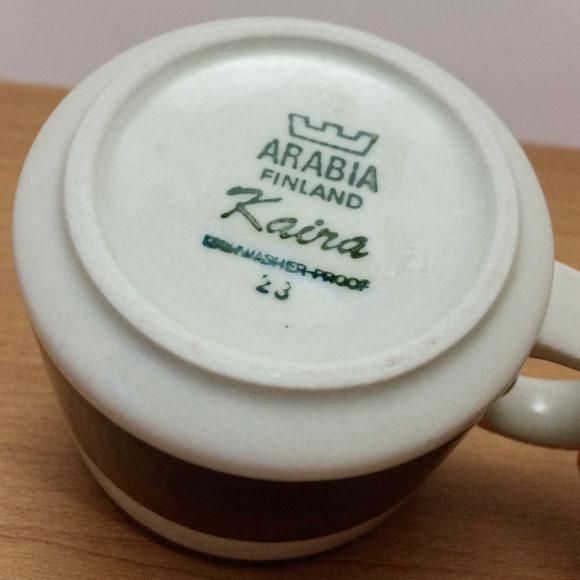 ARABIA
FINLAND
Kaira
DISHWASHER-PROOF
23